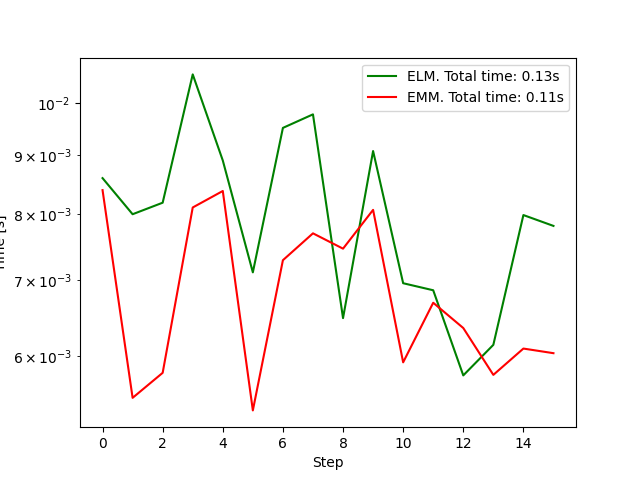 ELM. Total time: 0.13s
EMM. Total time: 0.11s
10⁻²
9 × 10⁻³
8 × 10⁻³
7 × 10⁻³
6 × 10⁻³
0 2 4 6 8 10 12 14
Step